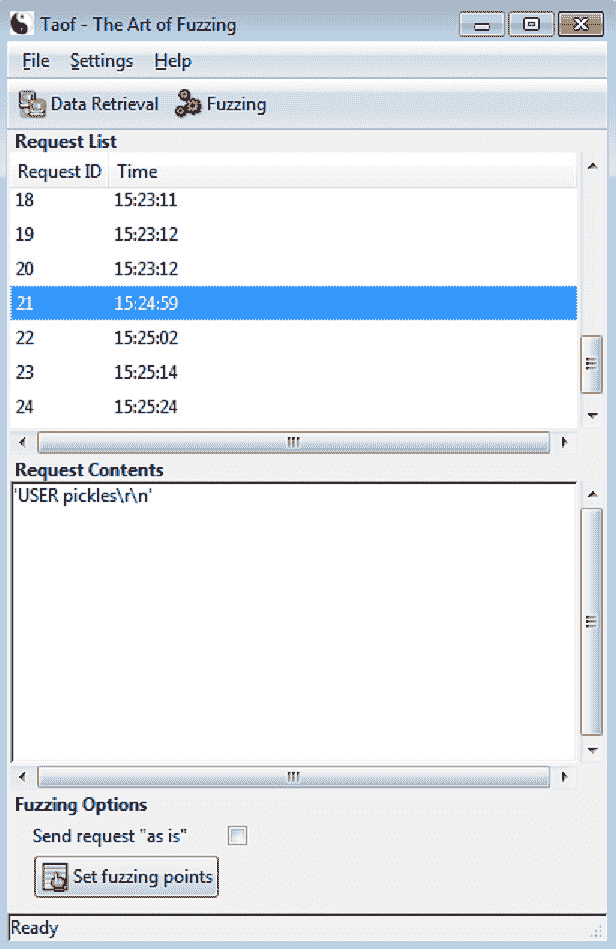 Taof - The Art of Fuzzing
File Settings Help
Data Retrieval Fuzzing
Request List
Request ID Time
18 15:23:11
19 15:23:12
20 15:23:12
21 15:24:59
22 15:25:02
23 15:25:14
24 15:25:24
Request Contents
'USER pickles\r\n'
Fuzzing Options
Send request "as is"
Set fuzzing points
Ready